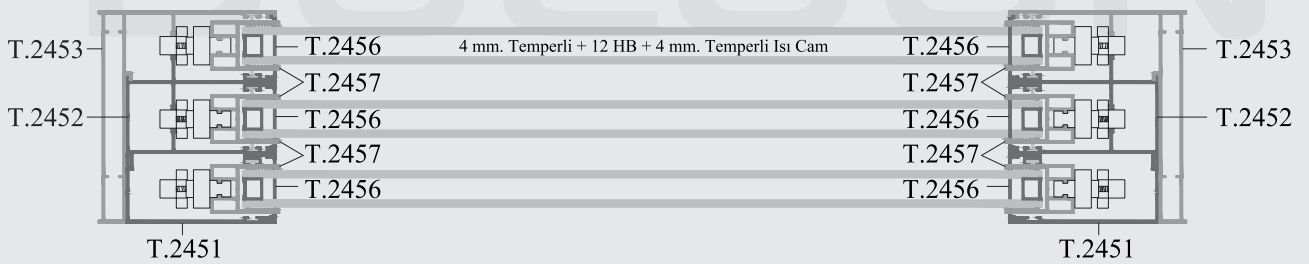 T.2453 T.2456 4 mm. Temperli + 12 HB + 4 mm. Temperli Isı Cam T.2456 T.2453
T.2457 T.2457
T.2452 T.2456 T.2456 T.2452
T.2457 T.2457
T.2456 T.2456
T.2451 T.2451